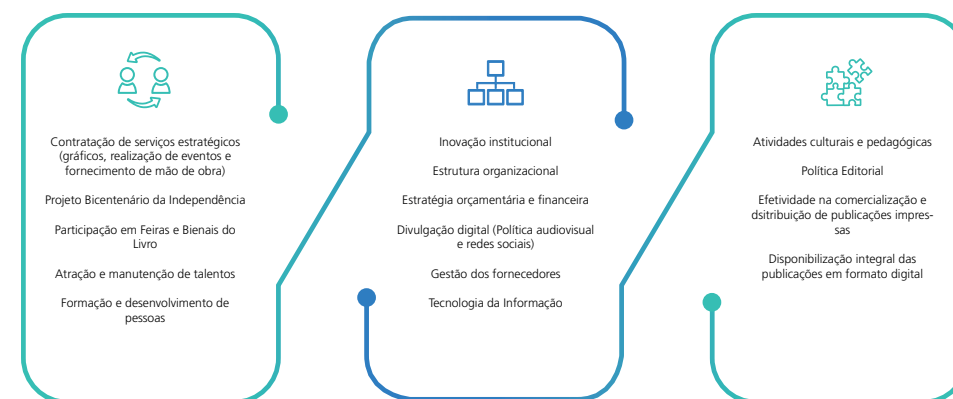 Contratação de serviços estratégicos
(gráficos, realização de eventos e
fornecimento de mão de obra)
Projeto Bicentenário da Independência
Participação em Feiras e Bienais do
Livro
Atração e manutenção de talentos
Formação e desenvolvimento de
pessoas
Inovação institucional
Estrutura organizacional
Estratégia orçamentária e financeira
Divulgação digital (Política audiovisual
e redes sociais)
Gestão dos fornecedores
Tecnologia da Informação
Atividades culturais e pedagógicas
Política Editorial
Efetividade na comercialização e
dsitribuição de publicações impres-
sas
Disponibilização integral das
publicações em formato digital